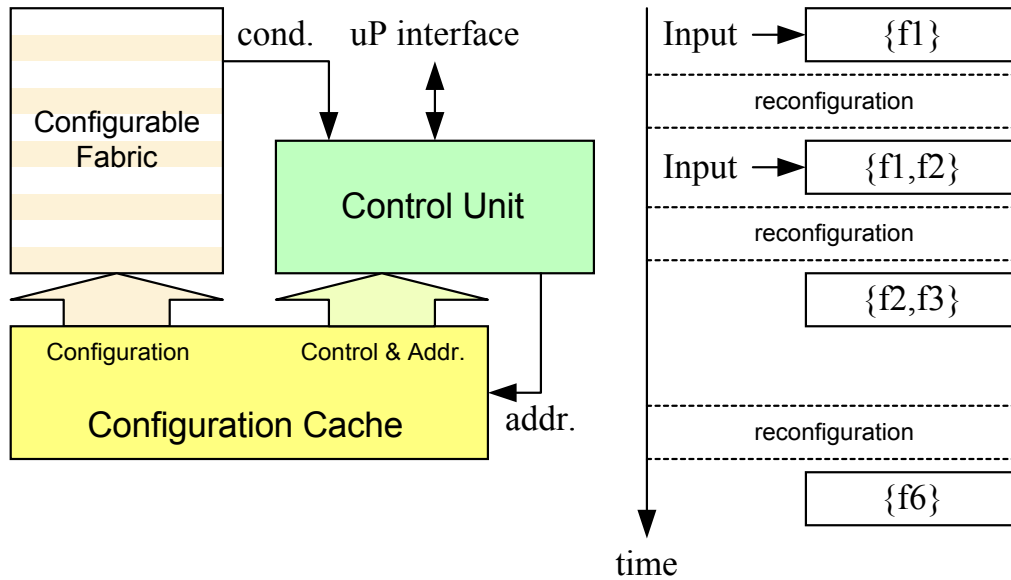 cond.
uP interface
Configurable
Fabric
Control Unit
Configuration
Control & Addr.
Configuration Cache
addr.
Input
{f1}
reconfiguration
Input
{f1,f2}
reconfiguration
{f2,f3}
reconfiguration
{f6}
time